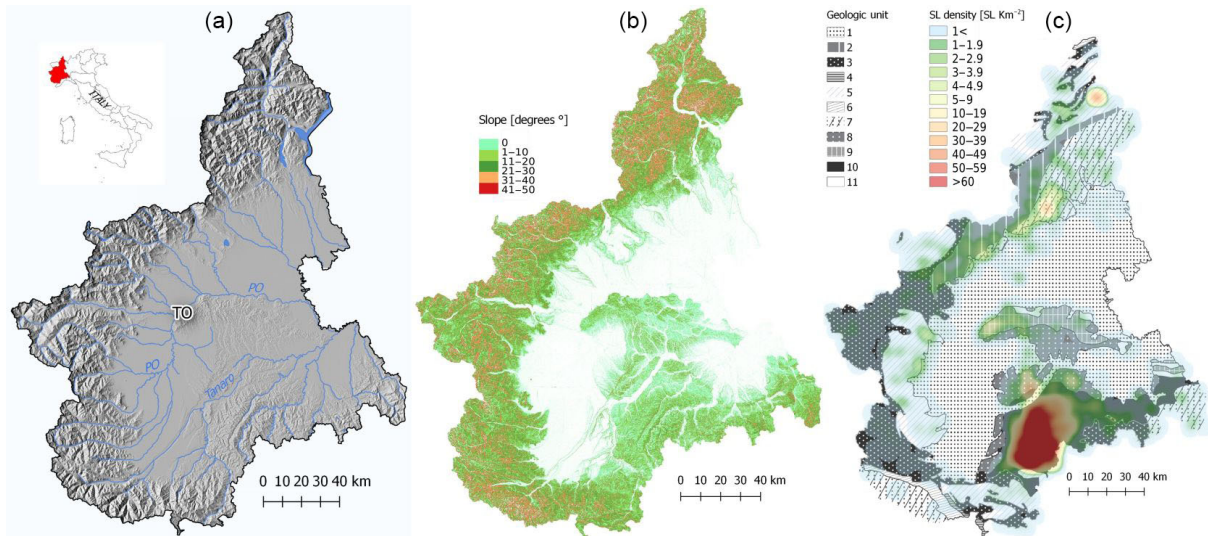 (a)
ITALY
TO
PO
PO
Tanaro
0 10 20 30 40 km
(b)
Slope [degrees °]
0
1–10
11–20
21–30
31–40
41–50
0 10 20 30 40 km
(c)
Geologic unit
1
2
3
4
5
6
7
8
9
10
11
SL density [SL Km⁻²]
1<
1–1.9
2–2.9
3–3.9
4–4.9
5–9
10–19
20–29
30–39
40–49
50–59
>60
0 10 20 30 40 km